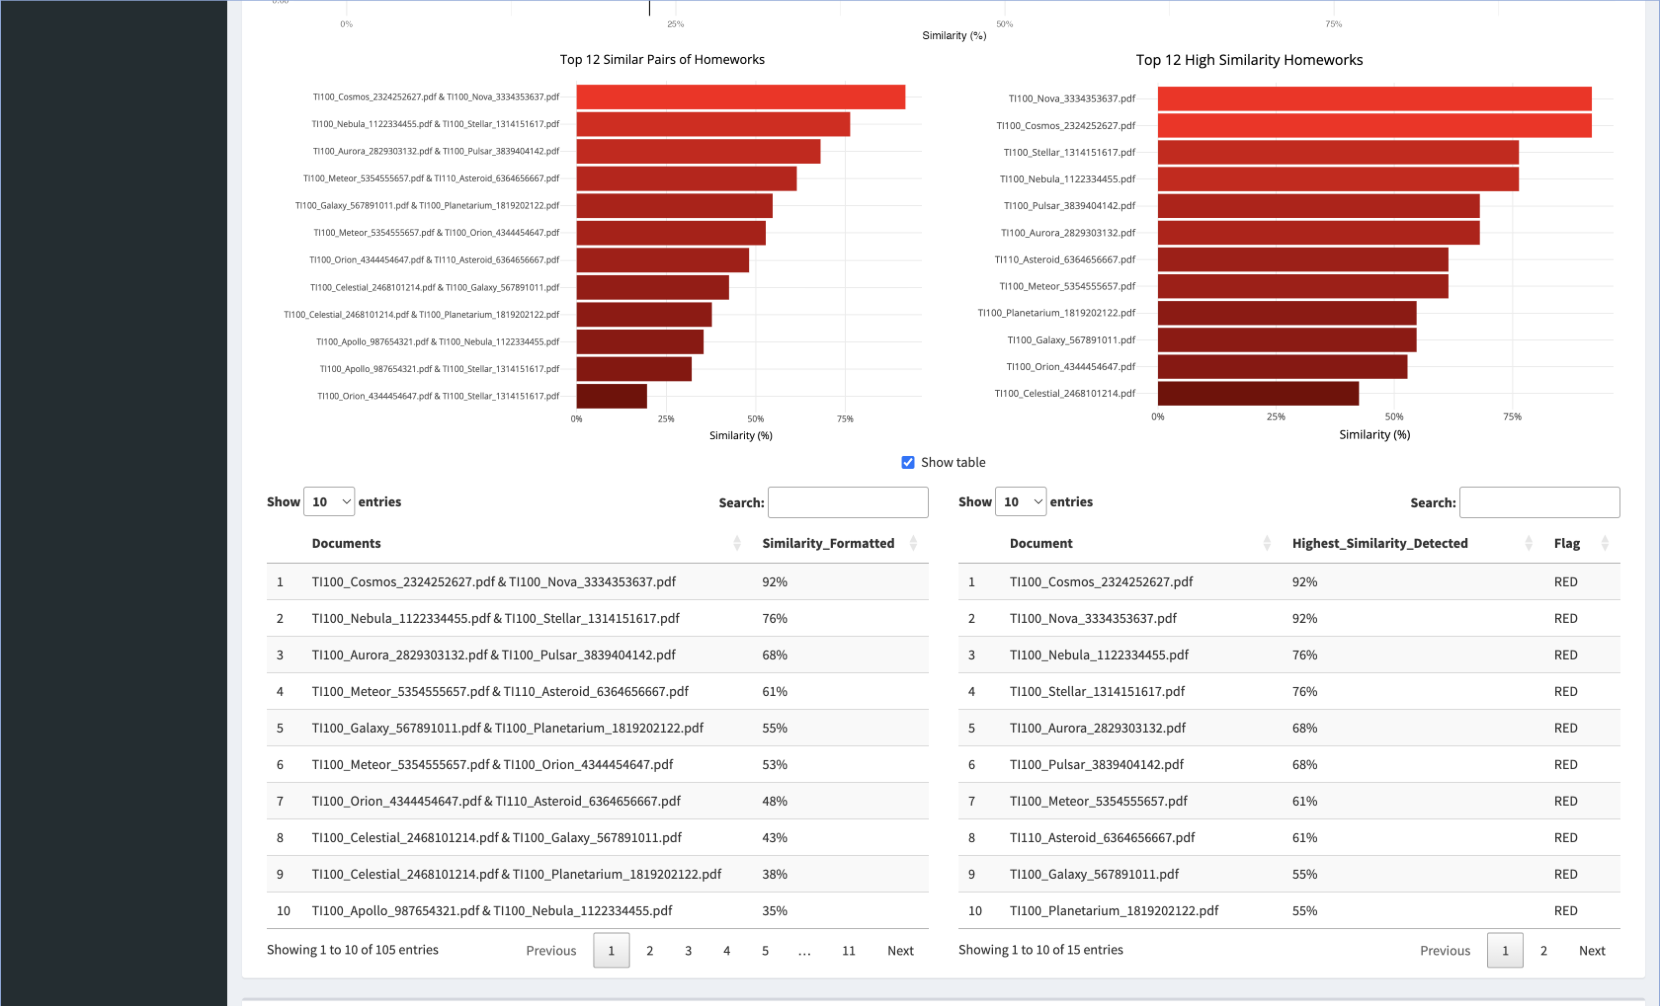 0% 25% 50% 75%
Similarity (%)
Top 12 Similar Pairs of Homeworks
TI100_Cosmos_2324252627.pdf & TI100_Nova_3334353637.pdf
TI100_Nebula_1122334455.pdf & TI100_Stellar_1314151617.pdf
TI100_Aurora_2829303132.pdf & TI100_Pulsar_3839404142.pdf
TI100_Meteor_5354555657.pdf & TI110_Asteroid_6364656667.pdf
TI100_Galaxy_567891011.pdf & TI100_Planetarium_1819202122.pdf
TI100_Meteor_5354555657.pdf & TI100_Orion_4344454647.pdf
TI100_Orion_4344454647.pdf & TI110_Asteroid_6364656667.pdf
TI100_Celestial_2468101214.pdf & TI100_Galaxy_567891011.pdf
TI100_Celestial_2468101214.pdf & TI100_Planetarium_1819202122.pdf
TI100_Apollo_987654321.pdf & TI100_Nebula_1122334455.pdf
TI100_Apollo_987654321.pdf & TI100_Stellar_1314151617.pdf
TI100_Orion_4344454647.pdf & TI100_Stellar_1314151617.pdf
0% 25% 50% 75%
Similarity (%)
Top 12 High Similarity Homeworks
TI100_Nova_3334353637.pdf
TI100_Cosmos_2324252627.pdf
TI100_Stellar_1314151617.pdf
TI100_Nebula_1122334455.pdf
TI100_Pulsar_3839404142.pdf
TI100_Aurora_2829303132.pdf
TI110_Asteroid_6364656667.pdf
TI100_Meteor_5354555657.pdf
TI100_Planetarium_1819202122.pdf
TI100_Galaxy_567891011.pdf
TI100_Orion_4344454647.pdf
TI100_Celestial_2468101214.pdf
0% 25% 50% 75%
Similarity (%)
Show table
Show 10 entries Search:
Documents Similarity_Formatted
1 TI100_Cosmos_2324252627.pdf & TI100_Nova_3334353637.pdf 92%
2 TI100_Nebula_1122334455.pdf & TI100_Stellar_1314151617.pdf 76%
3 TI100_Aurora_2829303132.pdf & TI100_Pulsar_3839404142.pdf 68%
4 TI100_Meteor_5354555657.pdf & TI110_Asteroid_6364656667.pdf 61%
5 TI100_Galaxy_567891011.pdf & TI100_Planetarium_1819202122.pdf 55%
6 TI100_Meteor_5354555657.pdf & TI100_Orion_4344454647.pdf 53%
7 TI100_Orion_4344454647.pdf & TI110_Asteroid_6364656667.pdf 48%
8 TI100_Celestial_2468101214.pdf & TI100_Galaxy_567891011.pdf 43%
9 TI100_Celestial_2468101214.pdf & TI100_Planetarium_1819202122.pdf 38%
10 TI100_Apollo_987654321.pdf & TI100_Nebula_1122334455.pdf 35%
Showing 1 to 10 of 105 entries Previous 1 2 3 4 5 ... 11 Next
Show 10 entries Search:
Document Highest_Similarity_Detected Flag
1 TI100_Cosmos_2324252627.pdf 92% RED
2 TI100_Nova_3334353637.pdf 92% RED
3 TI100_Nebula_1122334455.pdf 76% RED
4 TI100_Stellar_1314151617.pdf 76% RED
5 TI100_Aurora_2829303132.pdf 68% RED
6 TI100_Pulsar_3839404142.pdf 68% RED
7 TI100_Meteor_5354555657.pdf 61% RED
8 TI110_Asteroid_6364656667.pdf 61% RED
9 TI100_Galaxy_567891011.pdf 55% RED
10 TI100_Planetarium_1819202122.pdf 55% RED
Showing 1 to 10 of 15 entries Previous 1 2 Next